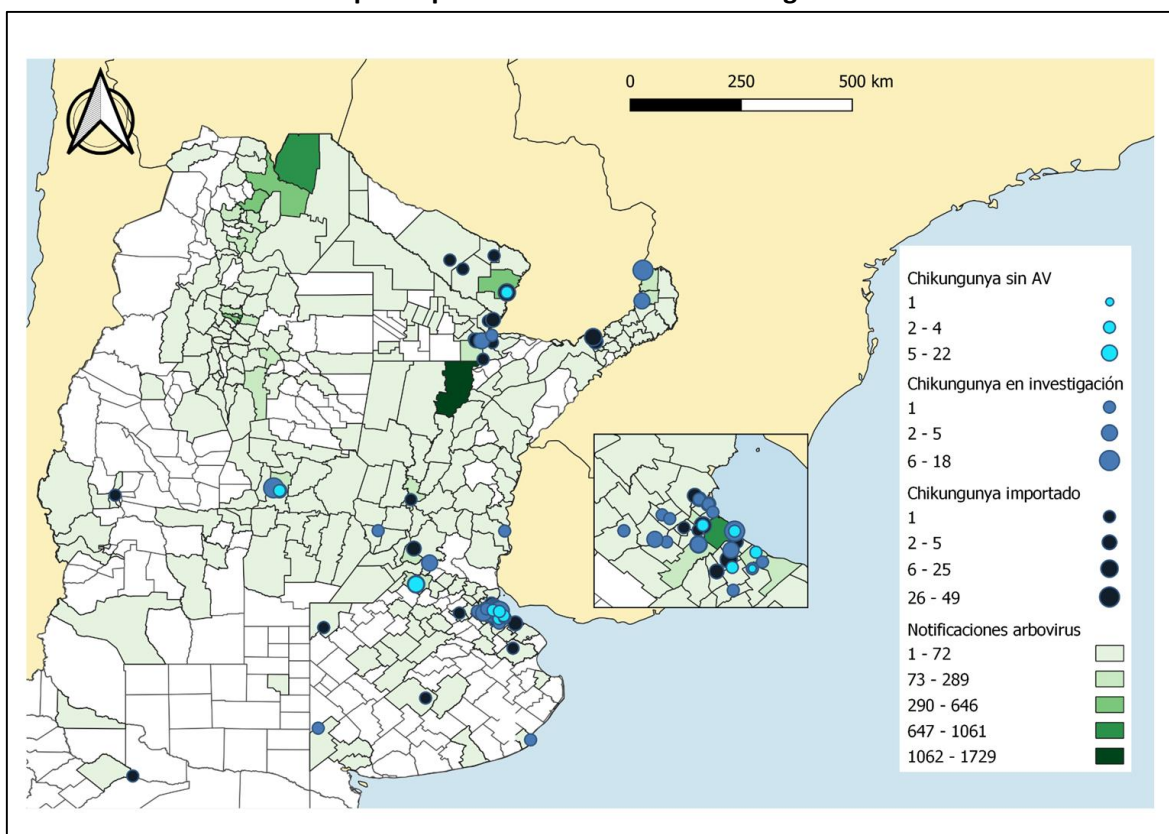 0 250 500 km
Chikungunya sin AV
1
2 - 4
5 - 22
Chikungunya en investigación
1
2 - 5
6 - 18
Chikungunya importado
1
2 - 5
6 - 25
26 - 49
Notificaciones arbovirus
1 - 72
73 - 289
290 - 646
647 - 1061
1062 - 1729